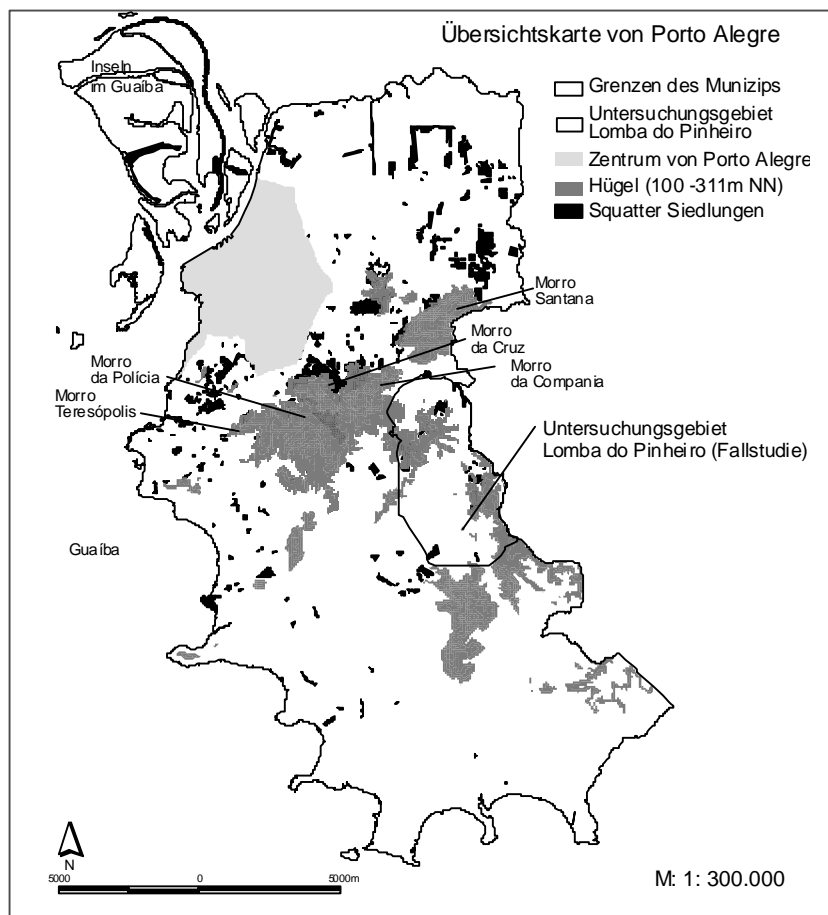 Übersichtskarte von Porto Alegre
Inseln
im Guaíba
Grenzen des Munizips
Untersuchungsgebiet
Lomba do Pinheiro
Zentrum von Porto Alegre
Hügel (100 -311m NN)
Squatter Siedlungen
Morro
Santana
Morro
da Cruz
Morro
da Polícia
Morro
da Compania
Morro
Teresópolis
Untersuchungsgebiet
Lomba do Pinheiro (Fallstudie)
Guaíba
N
5000 0 5000m
M: 1: 300.000